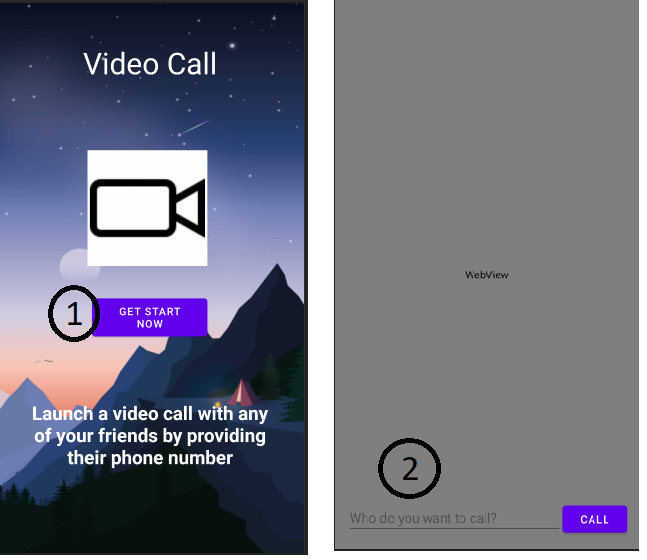 Video Call
1
GET START
NOW
Launch a video call with any
of your friends by providing
their phone number
WebView
2
Who do you want to call?
CALL